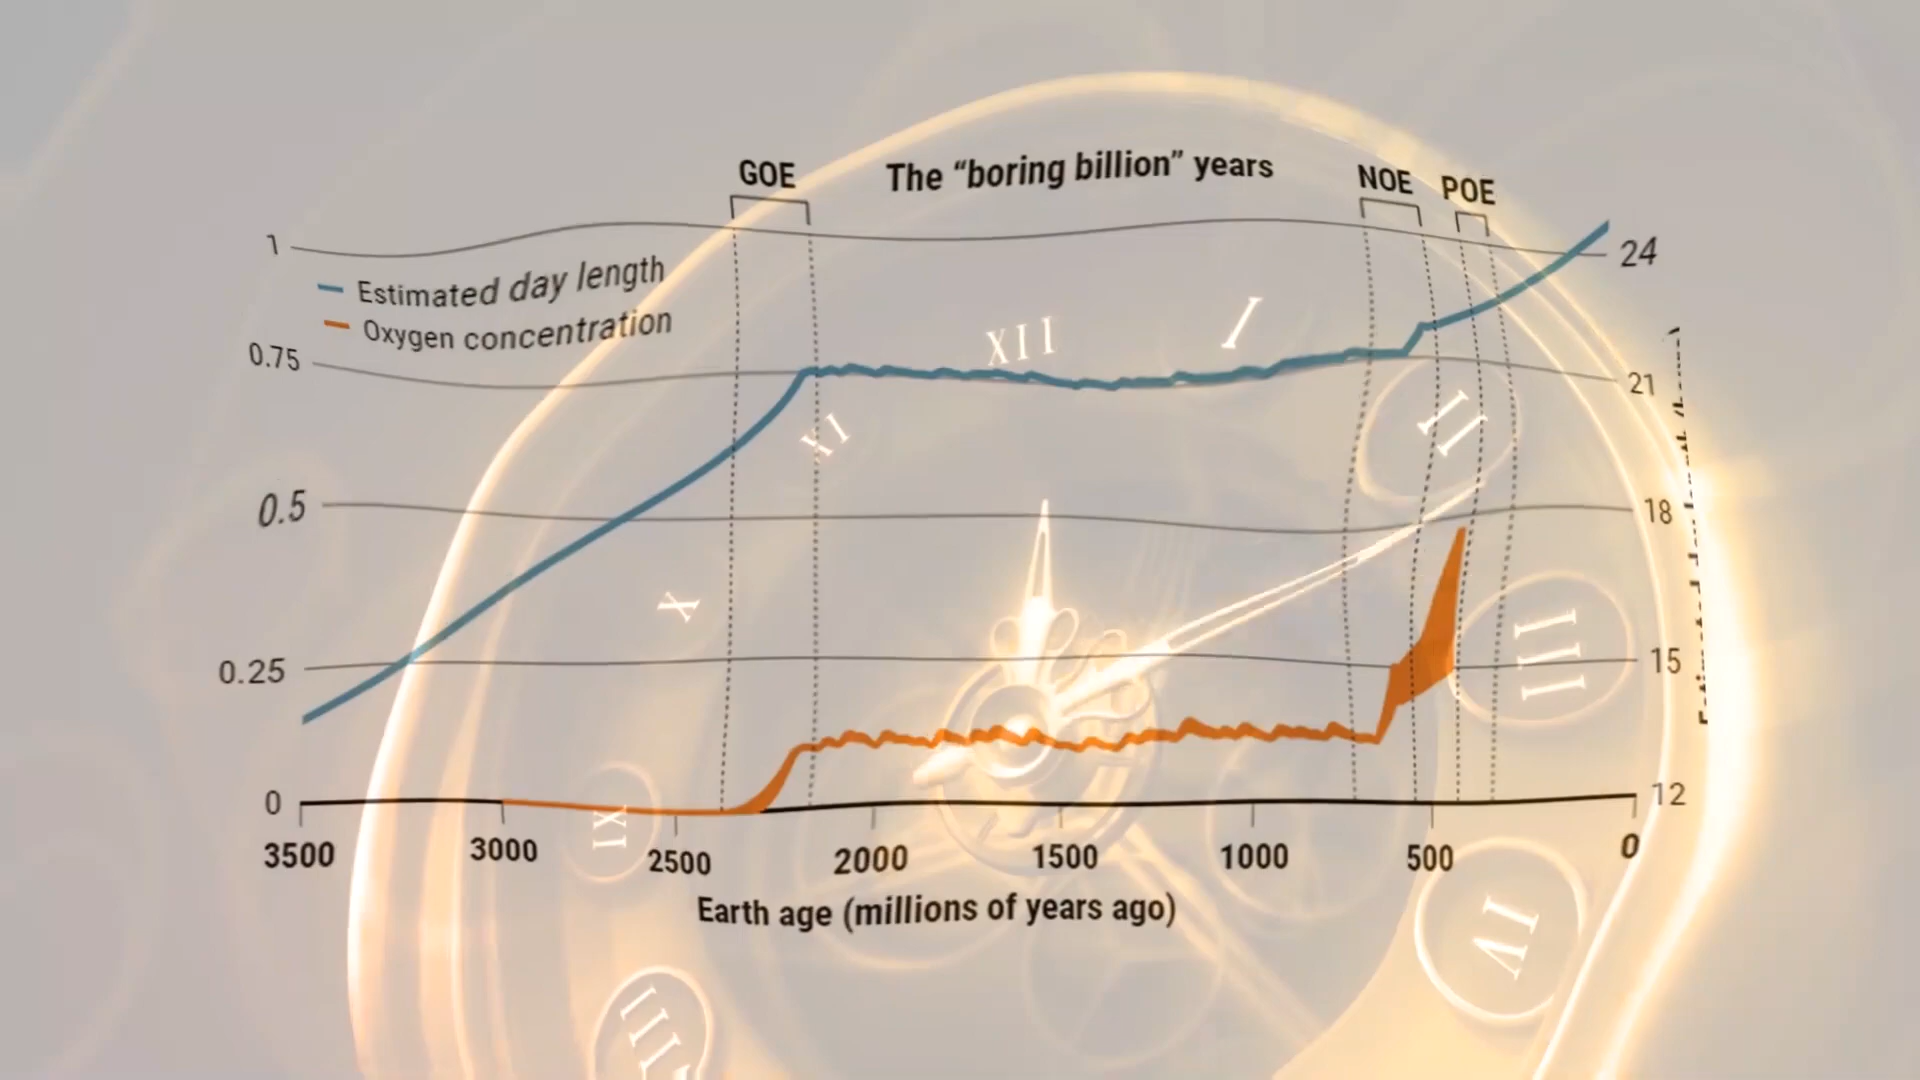 GOE
The “boring billion” years
NOE
POE
1
24
Estimated day length
Oxygen concentration
XII
I
0.75
21
XI
II
0.5
18
X
III
0.25
15
0
12
IX
3500
3000
2500
2000
1500
1000
500
0
Earth age (millions of years ago)
IV